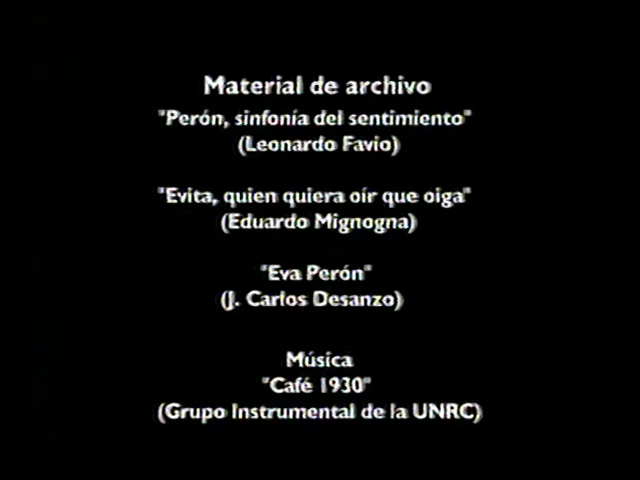 Material de archivo
"Perón, sinfonía del sentimiento"
(Leonardo Favio)
"Evita, quien quiera oír que oiga"
(Eduardo Mignogna)
"Eva Perón"
(J. Carlos Desanzo)
Música
"Café 1930"
(Grupo Instrumental de la UNRC)